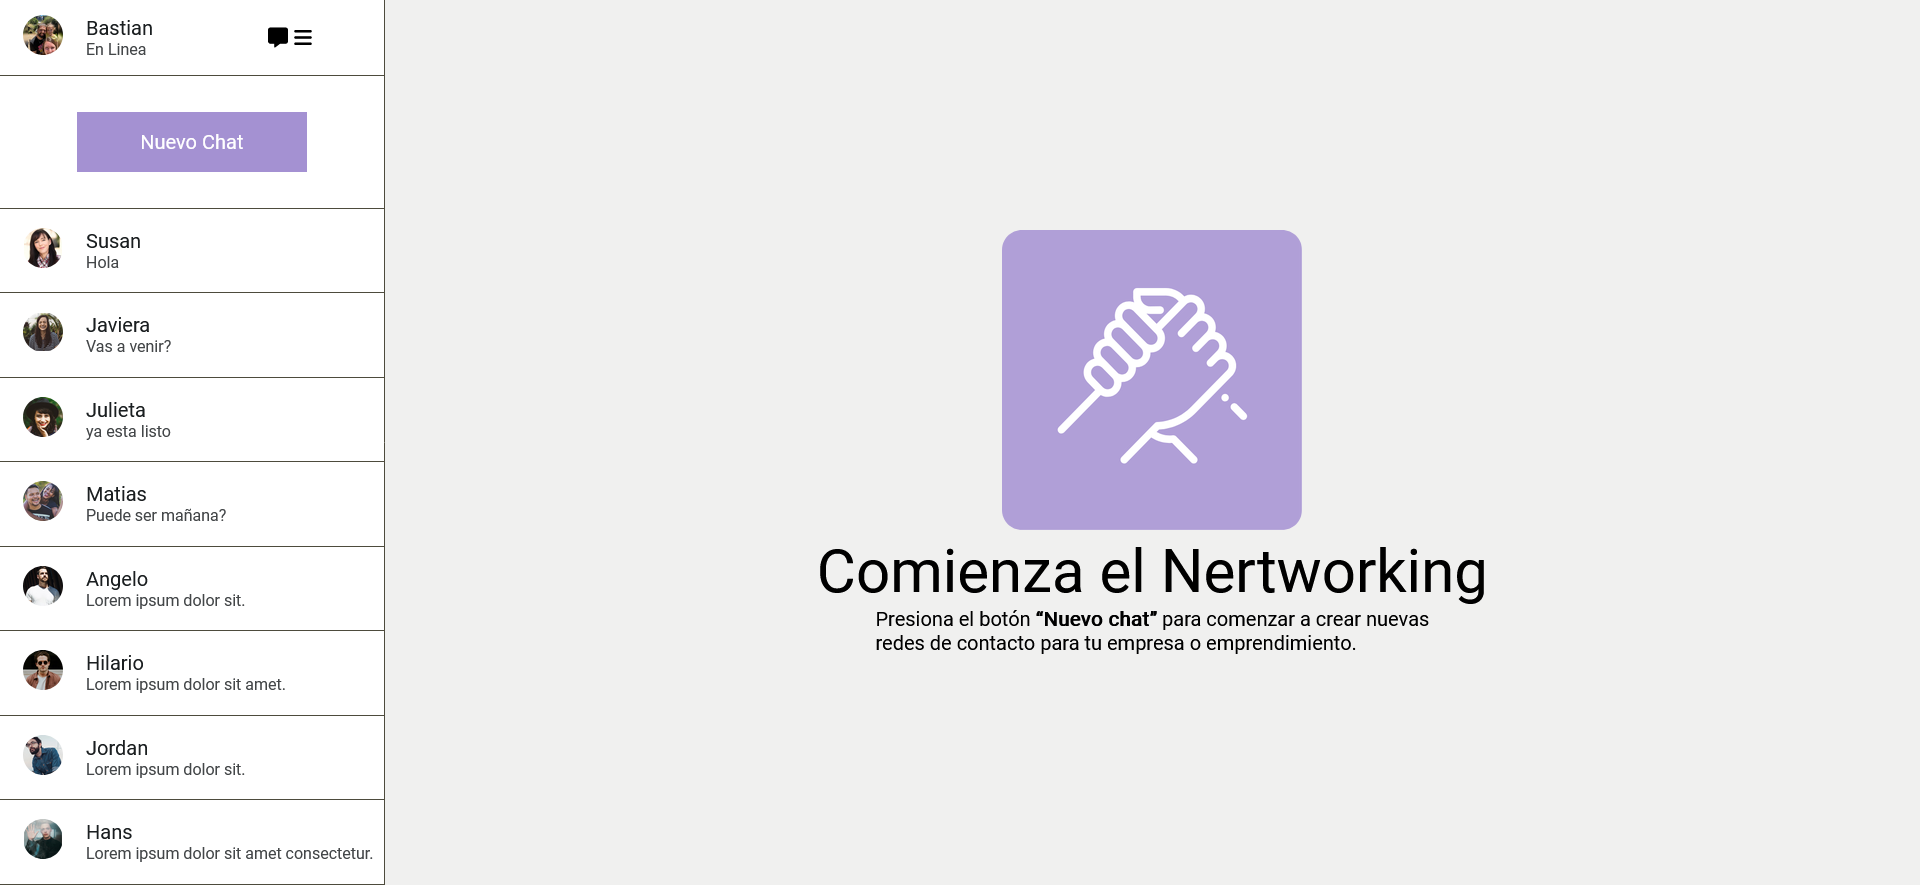 Bastian
En Linea
Nuevo Chat
Susan
Hola
Javiera
Vas a venir?
Julieta
ya esta listo
Matias
Puede ser mañana?
Angelo
Lorem ipsum dolor sit.
Hilario
Lorem ipsum dolor sit amet.
Jordan
Lorem ipsum dolor sit.
Hans
Lorem ipsum dolor sit amet consectetur.
Comienza el Nertworking
Presiona el botón “Nuevo chat” para comenzar a crear nuevas
redes de contacto para tu empresa o emprendimiento.